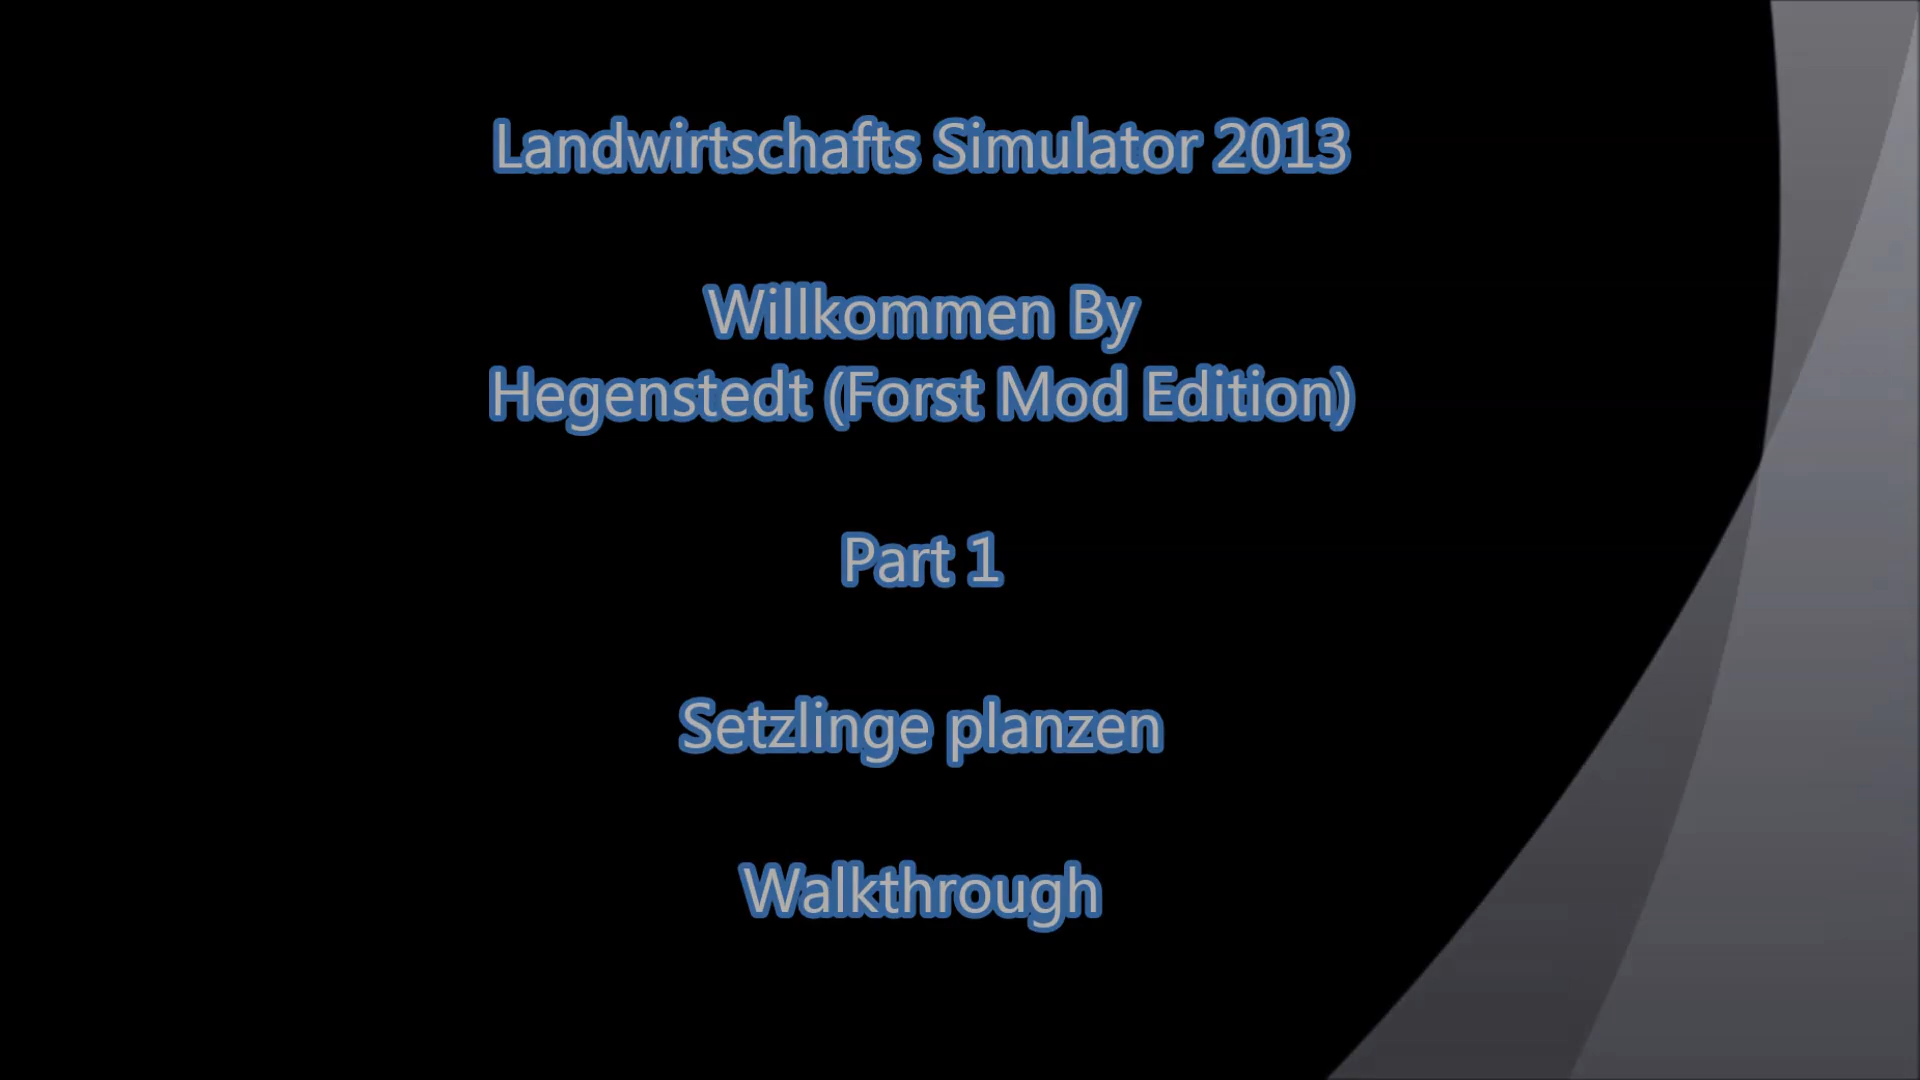 Landwirtschafts Simulator 2013
Willkommen By
Hegenstedt (Forst Mod Edition)
Part 1
Setzlinge planzen
Walkthrough